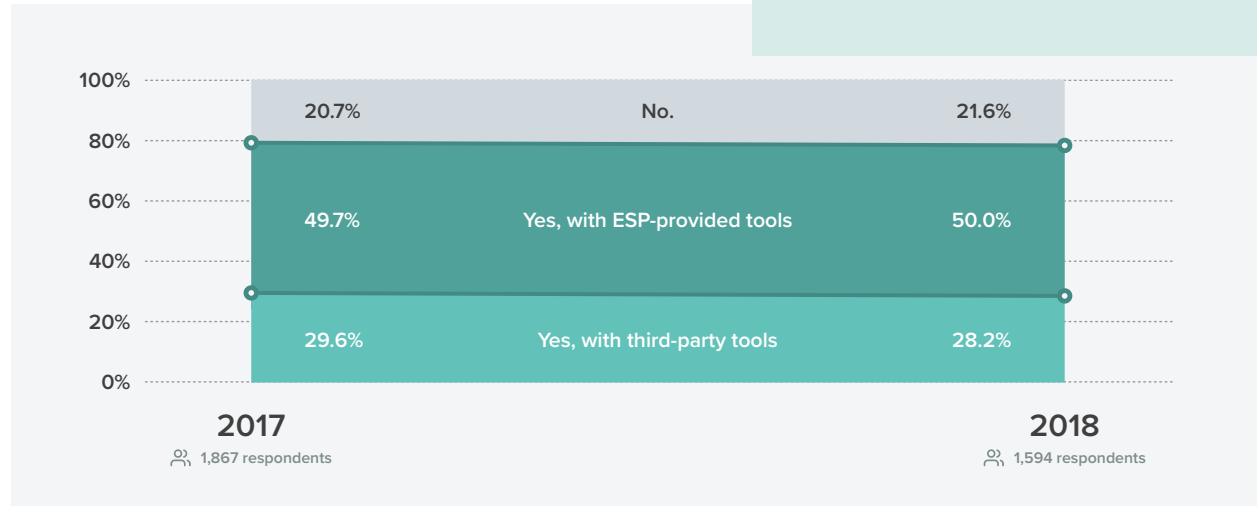 100%
20.7% No. 21.6%
80%
60%
49.7% Yes, with ESP-provided tools 50.0%
40%
20%
29.6% Yes, with third-party tools 28.2%
0%
2017 2018
1,867 respondents 1,594 respondents